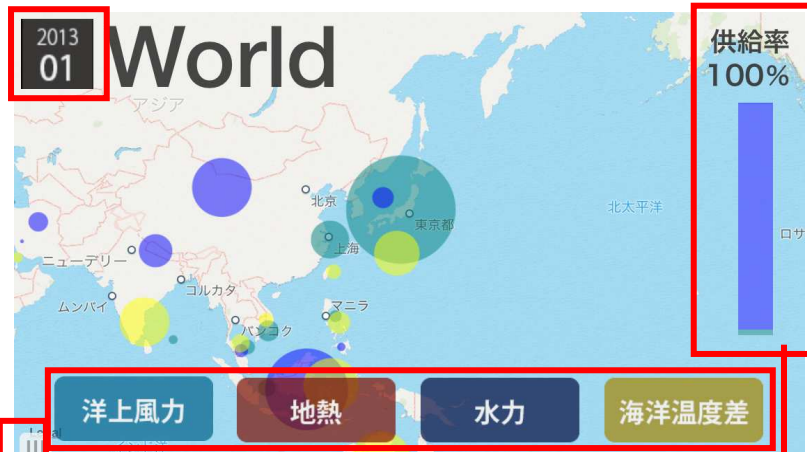 2013
01
World
供給率
100%
アジア
北京
東京都
上海
北太平洋
ロサ
ニューデリー
コルカタ
ムンバイ
バンコク
マニラ
洋上風力
地熱
水力
海洋温度差